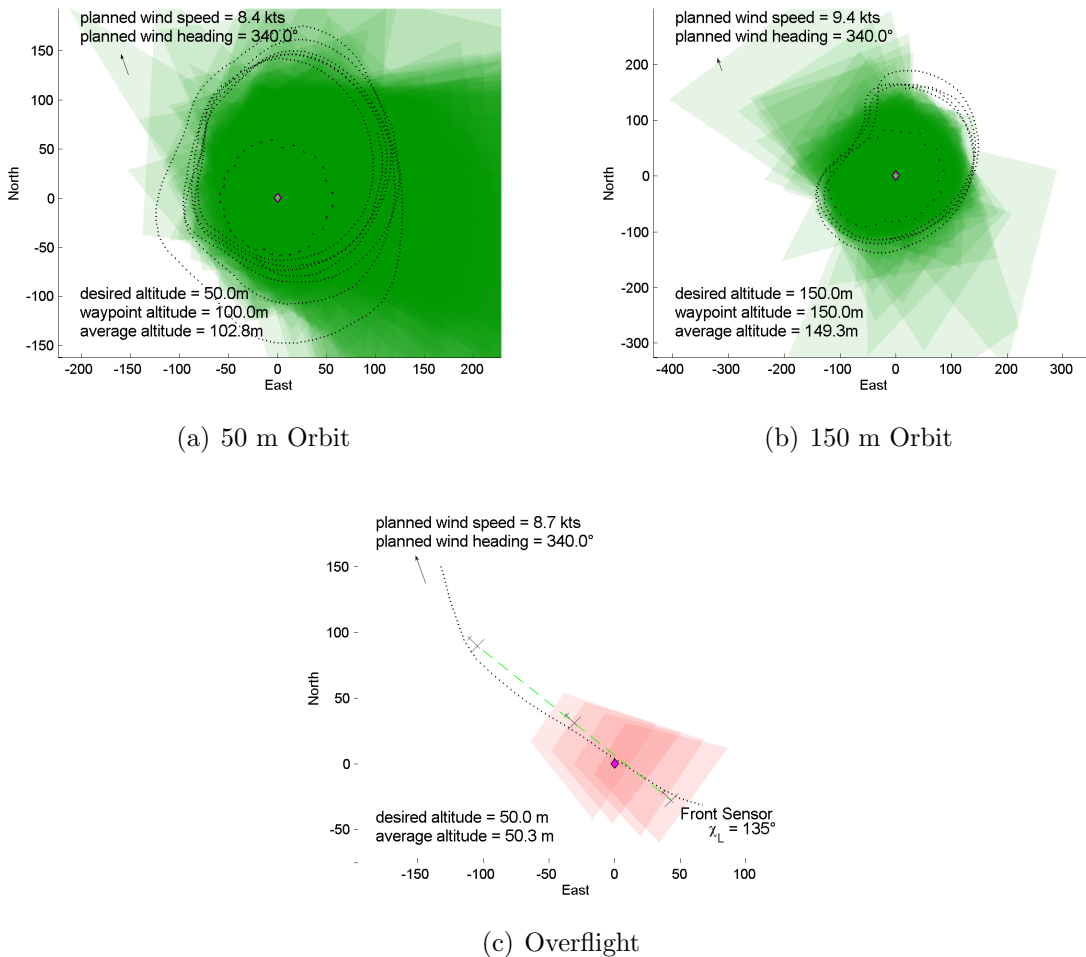 planned wind speed = 8.4 kts
planned wind heading = 340.0°
150
100
50
0
-50
-100
-150
North
desired altitude = 50.0m
waypoint altitude = 100.0m
average altitude = 102.8m
-200 -150 -100 -50 0 50 100 150 200
East
(a) 50 m Orbit
planned wind speed = 9.4 kts
planned wind heading = 340.0°
200
100
0
-100
-200
-300
North
desired altitude = 150.0m
waypoint altitude = 150.0m
average altitude = 149.3m
-400 -300 -200 -100 0 100 200 300
East
(b) 150 m Orbit
planned wind speed = 8.7 kts
planned wind heading = 340.0°
150
100
50
0
-50
North
desired altitude = 50.0 m
average altitude = 50.3 m
Front Sensor
χ_L = 135°
-150 -100 -50 0 50 100
East
(c) Overflight